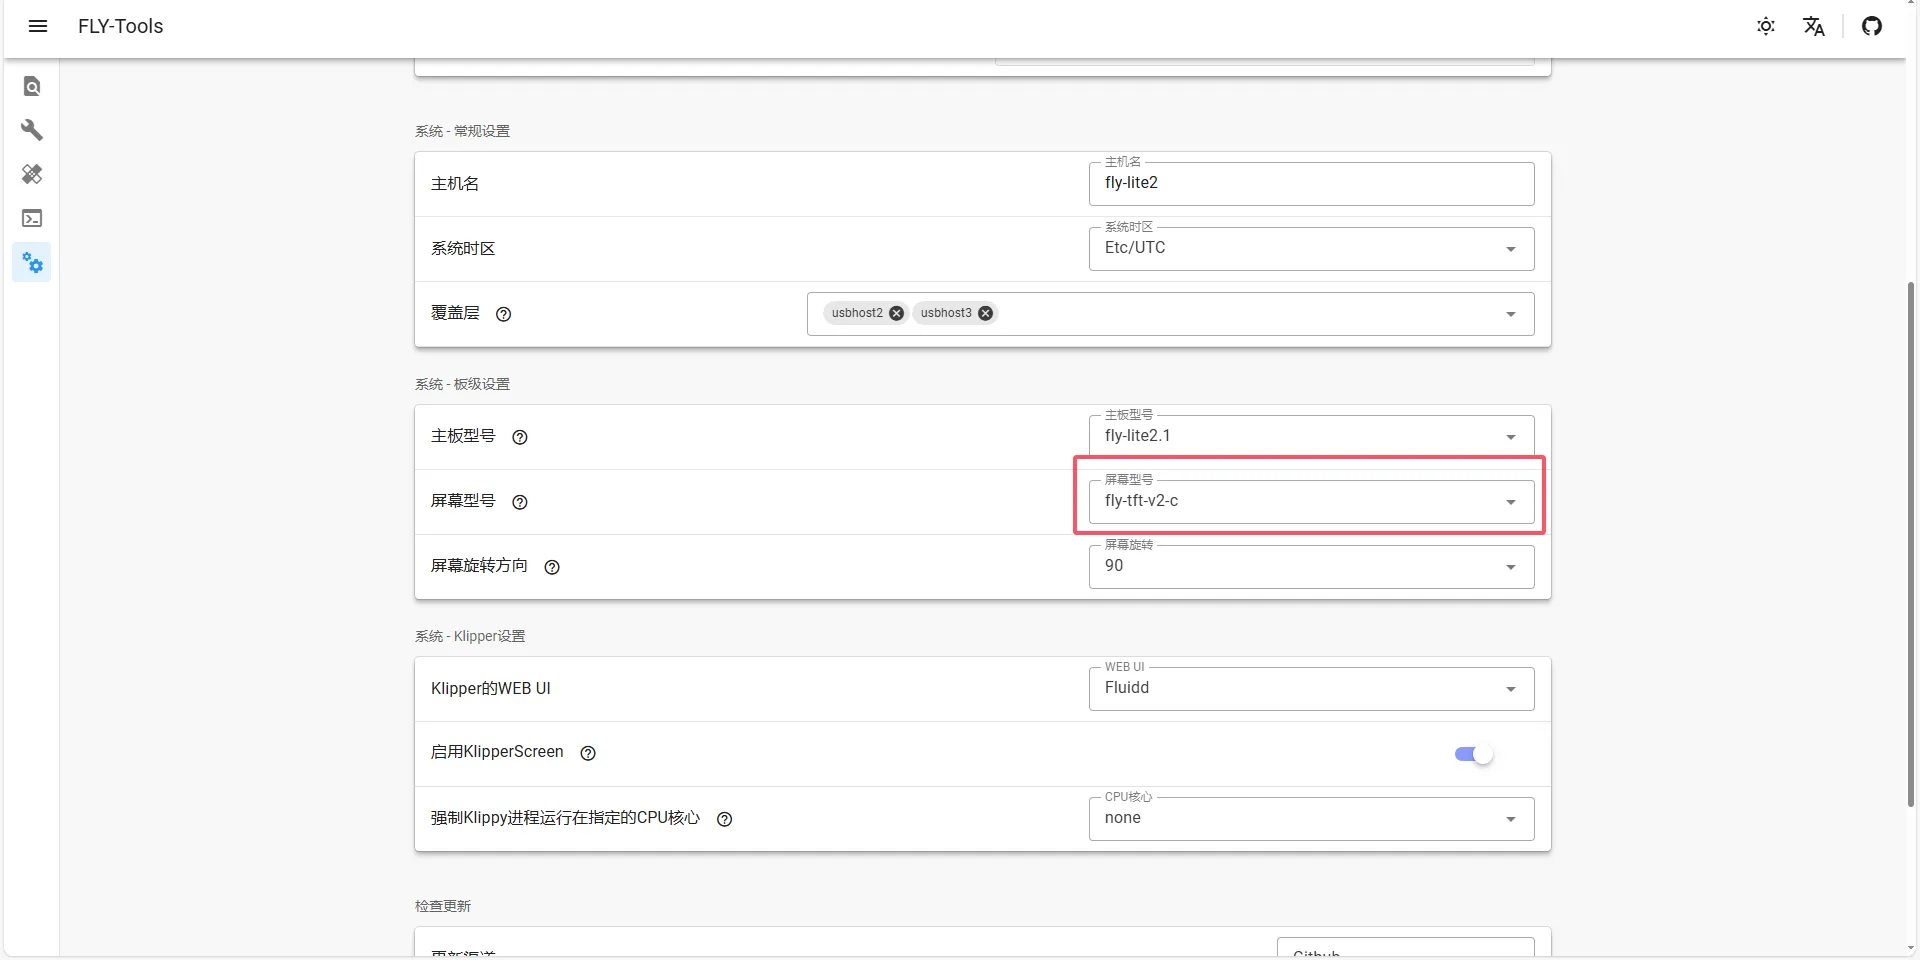 FLY-Tools
系统 - 常规设置
主机名
主机名
fly-lite2
系统时区
系统时区
Etc/UTC
覆盖层
usbhost2
usbhost3
系统 - 板级设置
主板型号
主板型号
fly-lite2.1
屏幕型号
屏幕型号
fly-tft-v2-c
屏幕旋转方向
屏幕旋转
90
系统 - Klipper设置
Klipper的WEB UI
WEB UI
Fluidd
启用KlipperScreen
强制Klippy进程运行在指定的CPU核心
CPU核心
none
检查更新
更新渠道
Github